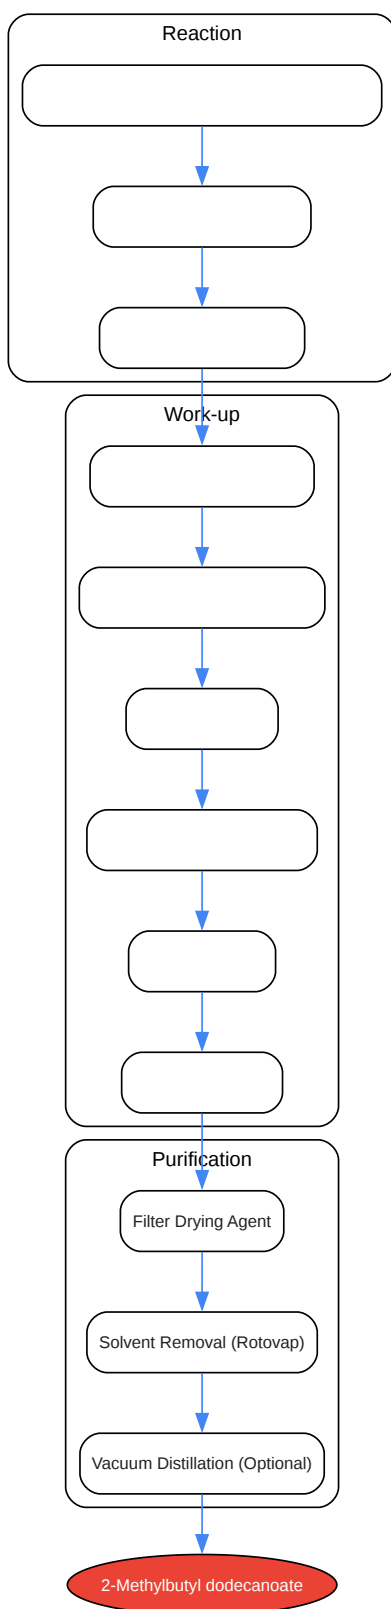 Reaction
Work-up
Purification
Filter Drying Agent
Solvent Removal (Rotovap)
Vacuum Distillation (Optional)
2-Methylbutyl dodecanoate